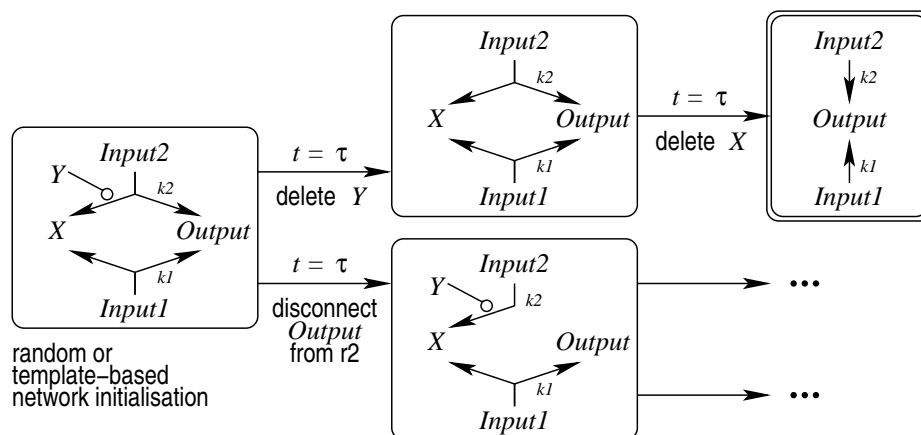 Input2
Y
k2
X
Output
k1
Input1
random or
template-based
network initialisation
t = τ
delete Y
Input2
k2
X
Output
k1
Input1
t = τ
delete X
Input2
k2
Output
k1
Input1
t = τ
disconnect
Output
from r2
Input2
Y
k2
X
Output
k1
Input1
...
...